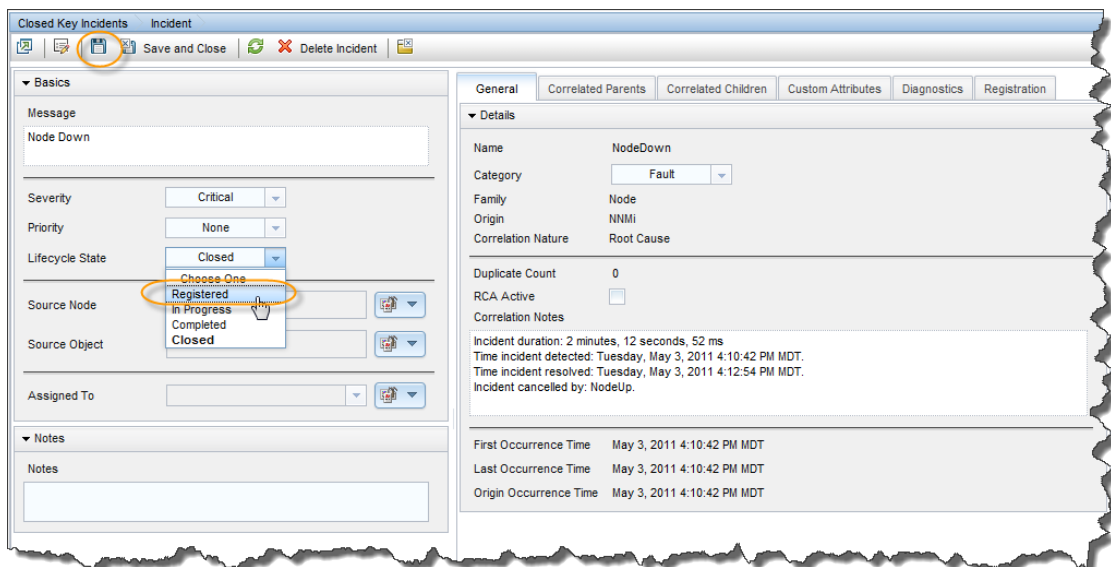 Closed Key Incidents Incident
Save and Close Delete Incident
Basics
Message
Node Down
Severity Critical
Priority None
Lifecycle State Closed
Choose One
Registered
In Progress
Completed
Closed
Source Node
Source Object
Assigned To
Notes
Notes
General Correlated Parents Correlated Children Custom Attributes Diagnostics Registration
Details
Name NodeDown
Category Fault
Family Node
Origin NNMi
Correlation Nature Root Cause
Duplicate Count 0
RCA Active
Correlation Notes
Incident duration: 2 minutes, 12 seconds, 52 ms
Time incident detected: Tuesday, May 3, 2011 4:10:42 PM MDT.
Time incident resolved: Tuesday, May 3, 2011 4:12:54 PM MDT.
Incident cancelled by: NodeUp.
First Occurrence Time May 3, 2011 4:10:42 PM MDT
Last Occurrence Time May 3, 2011 4:10:42 PM MDT
Origin Occurrence Time May 3, 2011 4:10:42 PM MDT